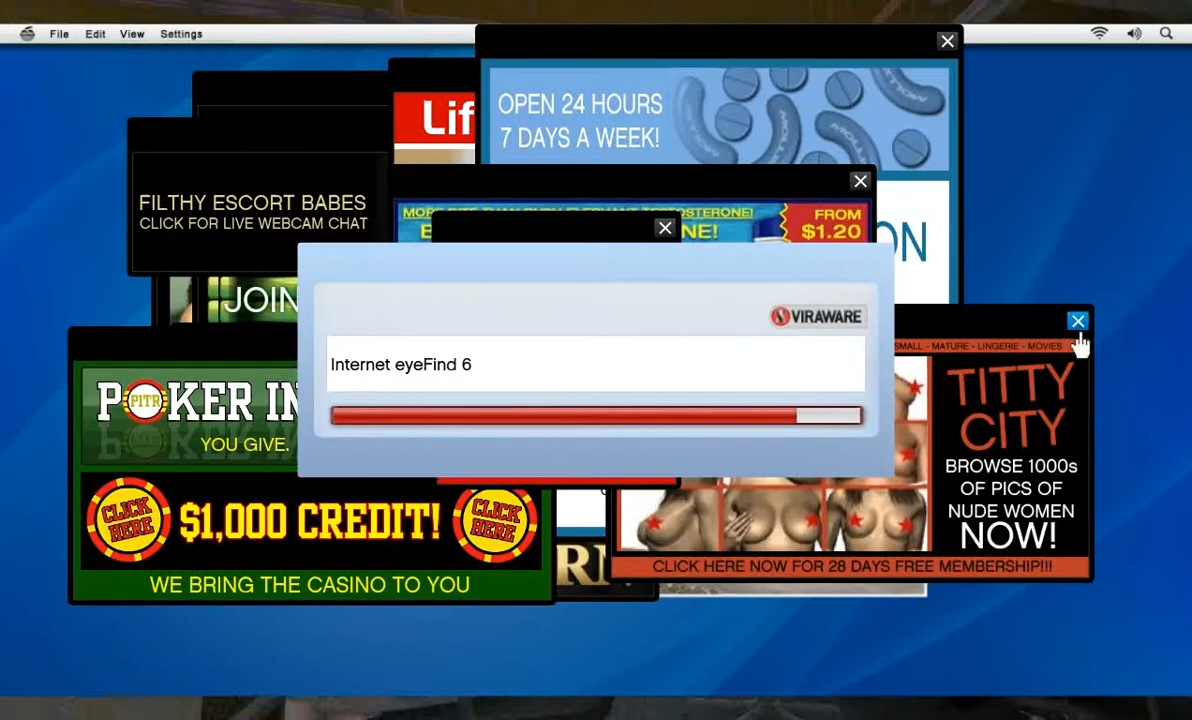 File Edit View Settings
OPEN 24 HOURS
7 DAYS A WEEK!
Lif
FILTHY ESCORT BABES
CLICK FOR LIVE WEBCAM CHAT
FROM
$1.20
NE!
ON
JOIN
VIRAWARE
Internet eyeFind 6
SMALL - MATURE - LINGERIE - MOVIES
TITTY
CITY
BROWSE 1000s
OF PICS OF
NUDE WOMEN
NOW!
CLICK HERE NOW FOR 28 DAYS FREE MEMBERSHIP!!!
POKER IN
PITR
YOU GIVE.
CLICK HERE
$1,000 CREDIT!
CLICK HERE
WE BRING THE CASINO TO YOU